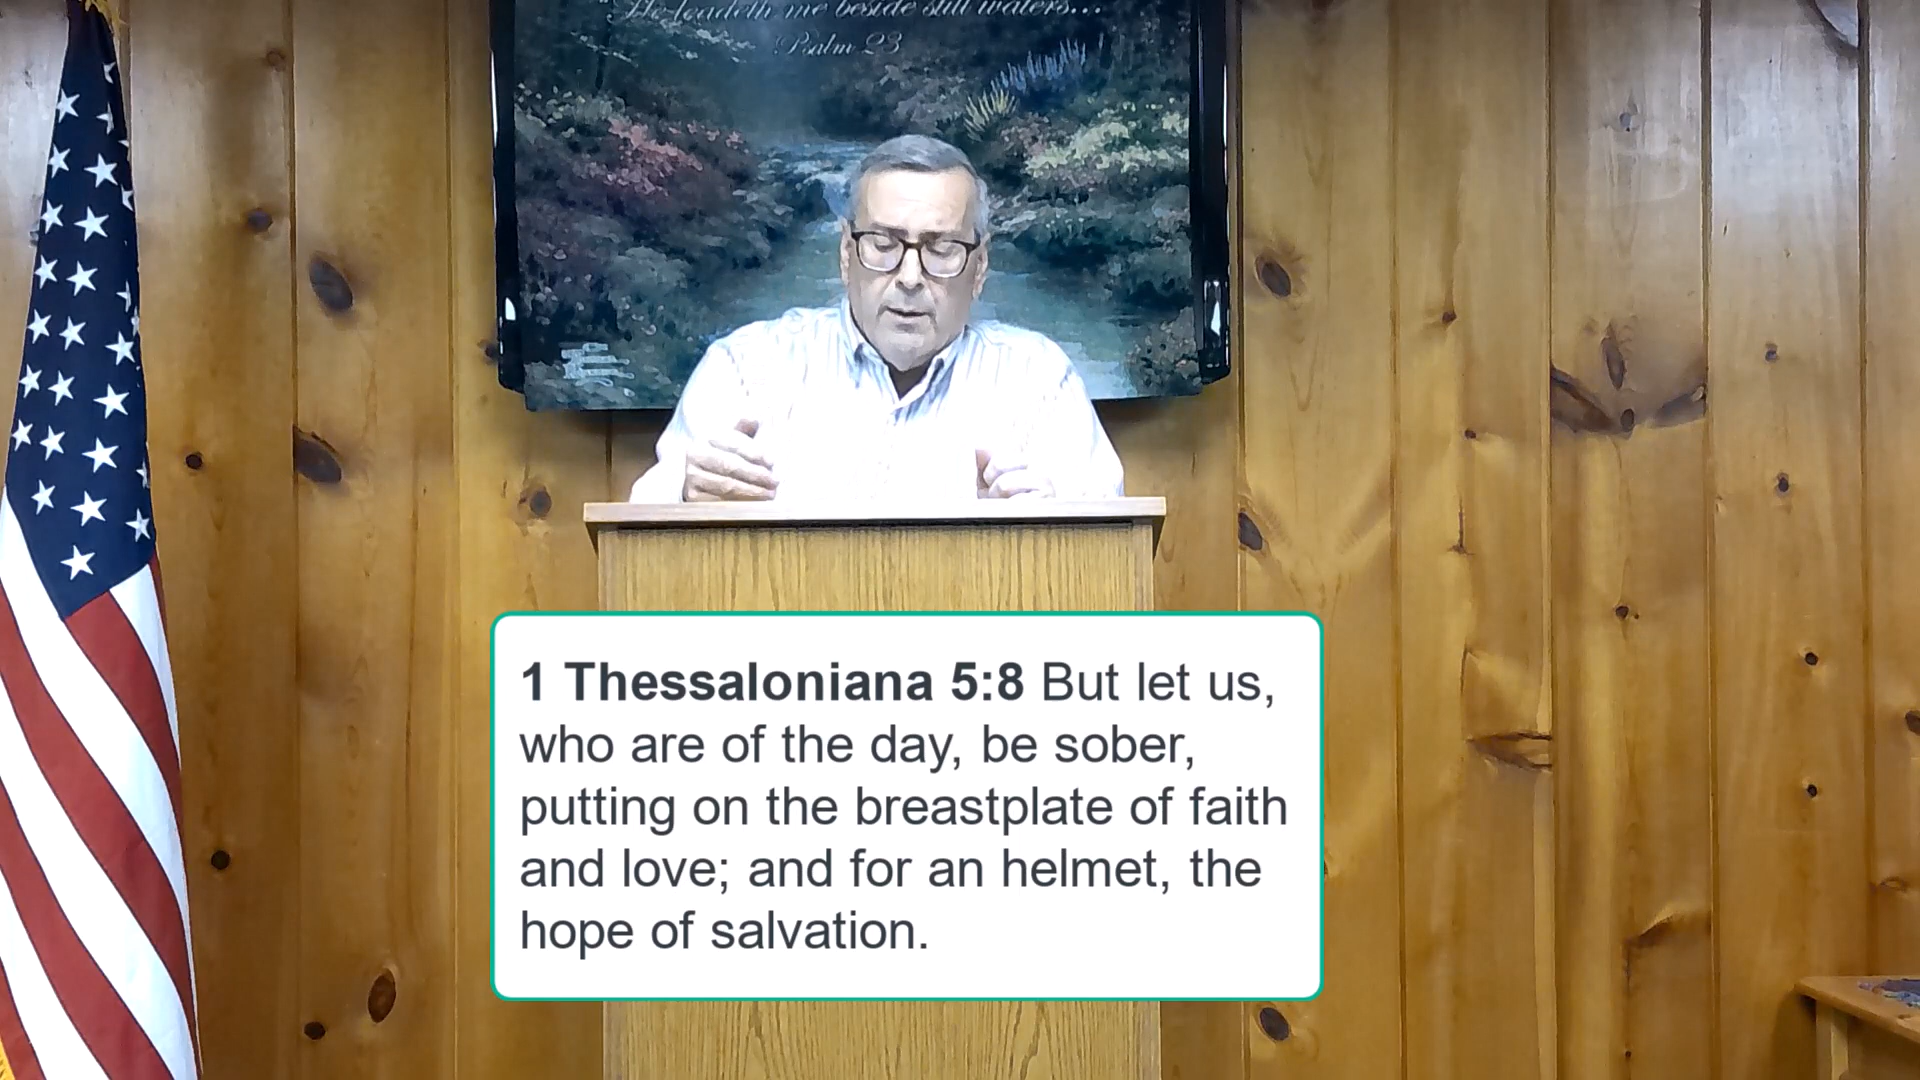 "He leadeth me beside still waters...
Psalm 23
1 Thessaloniana 5:8 But let us,
who are of the day, be sober,
putting on the breastplate of faith
and love; and for an helmet, the
hope of salvation.